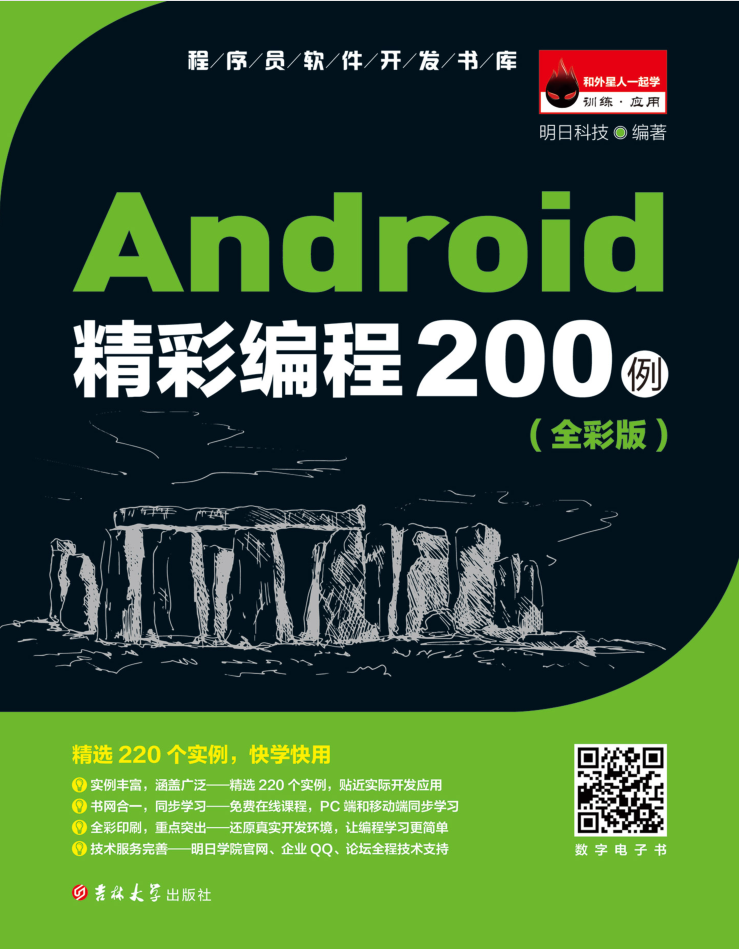 程/序/员/软/件/开/发/书/库
和外星人一起学
训练·应用
明日科技 编著
Android
精彩编程200例
（全彩版）
精选 220 个实例，快学快用
实例丰富，涵盖广泛——精选 220 个实例，贴近实际开发应用
书网合一，同步学习——免费在线课程，PC 端和移动端同步学习
全彩印刷，重点突出——还原真实开发环境，让编程学习更简单
技术服务完善——明日学院官网、企业 QQ、论坛全程技术支持
数字电子书
吉林大学出版社